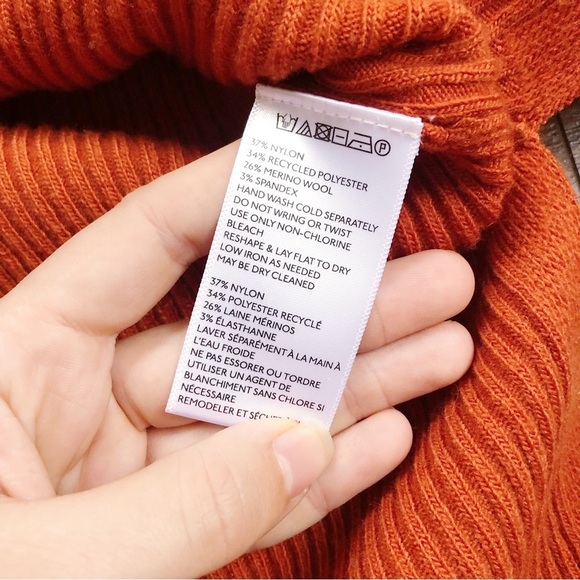 P
37% NYLON
34% RECYCLED POLYESTER
26% MERINO WOOL
3% SPANDEX
HAND WASH COLD SEPARATELY
DO NOT WRING OR TWIST
USE ONLY NON-CHLORINE
BLEACH
RESHAPE & LAY FLAT TO DRY
LOW IRON AS NEEDED
MAY BE DRY CLEANED
37% NYLON
34% POLYESTER RECYCLÉ
26% LAINE MÉRINOS
3% ÉLASTHANNE
LAVER SÉPARÉMENT À LA MAIN À
L'EAU FROIDE
NE PAS ESSORER OU TORDRE
UTILISER UN AGENT DE
BLANCHIMENT SANS CHLORE SI
NÉCESSAIRE
REMODELER ET